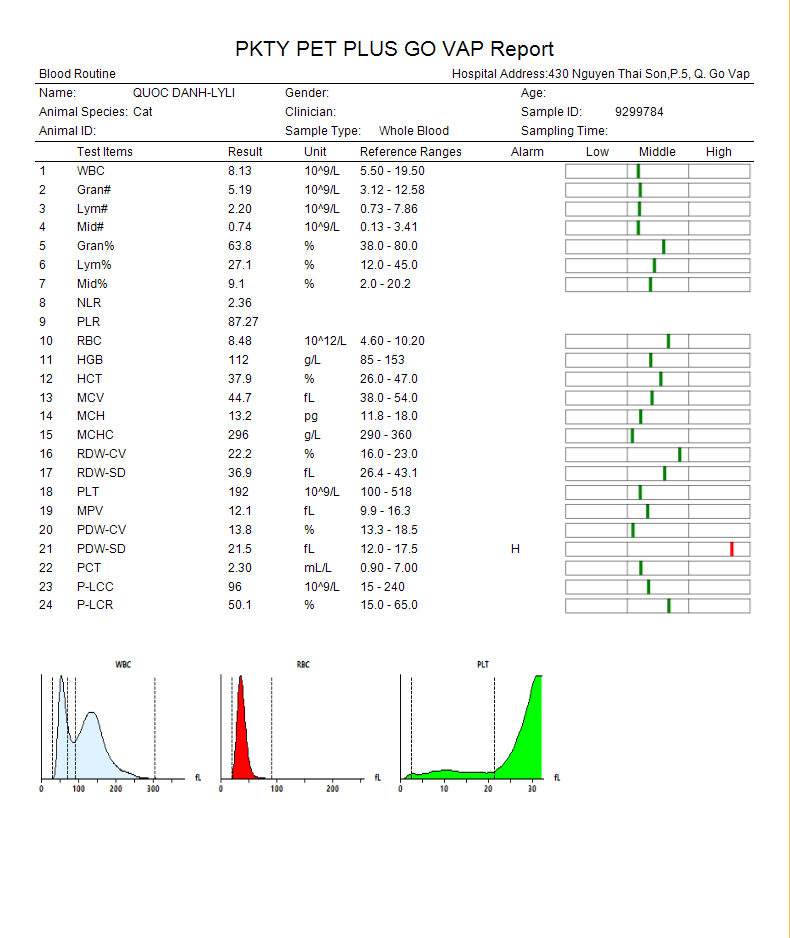 PKTY PET PLUS GO VAP Report
Blood Routine Hospital Address:430 Nguyen Thai Son,P.5, Q. Go Vap
Name: QUOC DANH-LYLI Gender: Age:
Animal Species: Cat Clinician: Sample ID: 9299784
Animal ID: Sample Type: Whole Blood Sampling Time:
Test Items Result Unit Reference Ranges Alarm Low Middle High
1 WBC 8.13 10^9/L 5.50 - 19.50
2 Gran# 5.19 10^9/L 3.12 - 12.58
3 Lym# 2.20 10^9/L 0.73 - 7.86
4 Mid# 0.74 10^9/L 0.13 - 3.41
5 Gran% 63.8 % 38.0 - 80.0
6 Lym% 27.1 % 12.0 - 45.0
7 Mid% 9.1 % 2.0 - 20.2
8 NLR 2.36
9 PLR 87.27
10 RBC 8.48 10^12/L 4.60 - 10.20
11 HGB 112 g/L 85 - 153
12 HCT 37.9 % 26.0 - 47.0
13 MCV 44.7 fL 38.0 - 54.0
14 MCH 13.2 pg 11.8 - 18.0
15 MCHC 296 g/L 290 - 360
16 RDW-CV 22.2 % 16.0 - 23.0
17 RDW-SD 36.9 fL 26.4 - 43.1
18 PLT 192 10^9/L 100 - 518
19 MPV 12.1 fL 9.9 - 16.3
20 PDW-CV 13.8 % 13.3 - 18.5
21 PDW-SD 21.5 fL 12.0 - 17.5 H
22 PCT 2.30 mL/L 0.90 - 7.00
23 P-LCC 96 10^9/L 15 - 240
24 P-LCR 50.1 % 15.0 - 65.0
WBC RBC PLT
fL fL fL
0 100 200 300 0 100 200 0 10 20 30